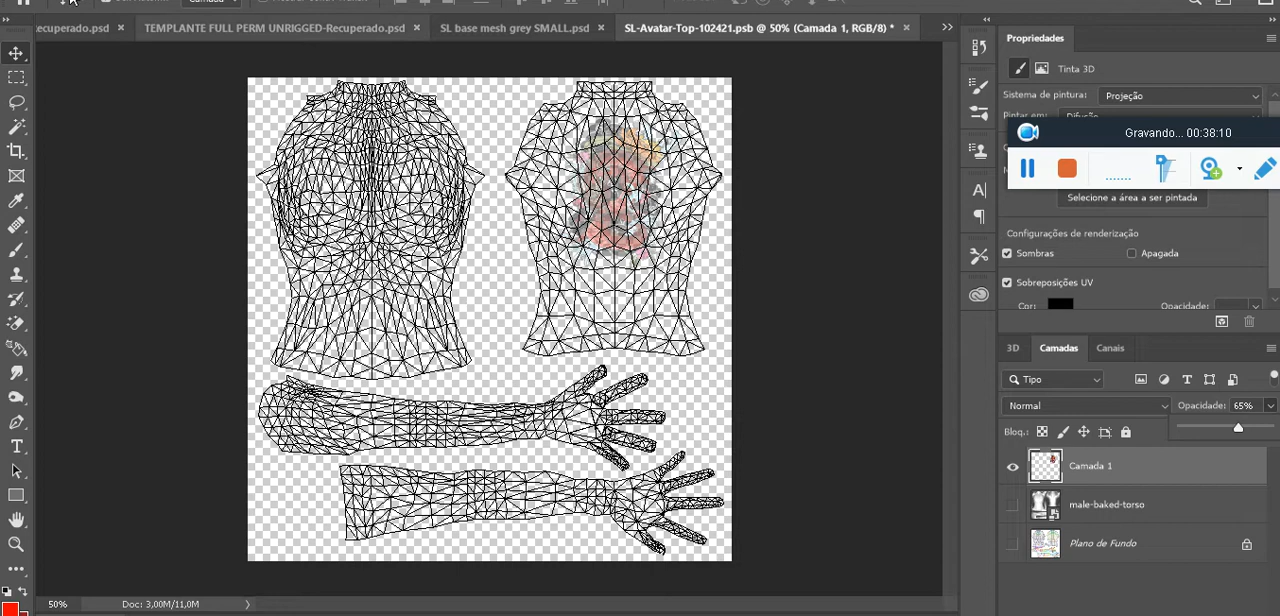 Camada
ecuperado.psd × TEMPLANTE FULL PERM UNRIGGED-Recuperado.psd × SL base mesh grey SMALL.psd × SL-Avatar-Top-102421.psb @ 50% (Camada 1, RGB/8) * ×
Propriedades
Tinta 3D
Sistema de pintura: Projeção
Pintar em: Difusão
Gravando... 00:38:10
Selecione a área a ser pintada
Configurações de renderização
Sombras Apagada
Sobreposições UV
Cor: Opacidade:
3D Camadas Canais
Tipo
Normal Opacidade: 65%
Bloq.:
Camada 1
male-baked-torso
Plano de Fundo
50% Doc: 3,00M/11,0M